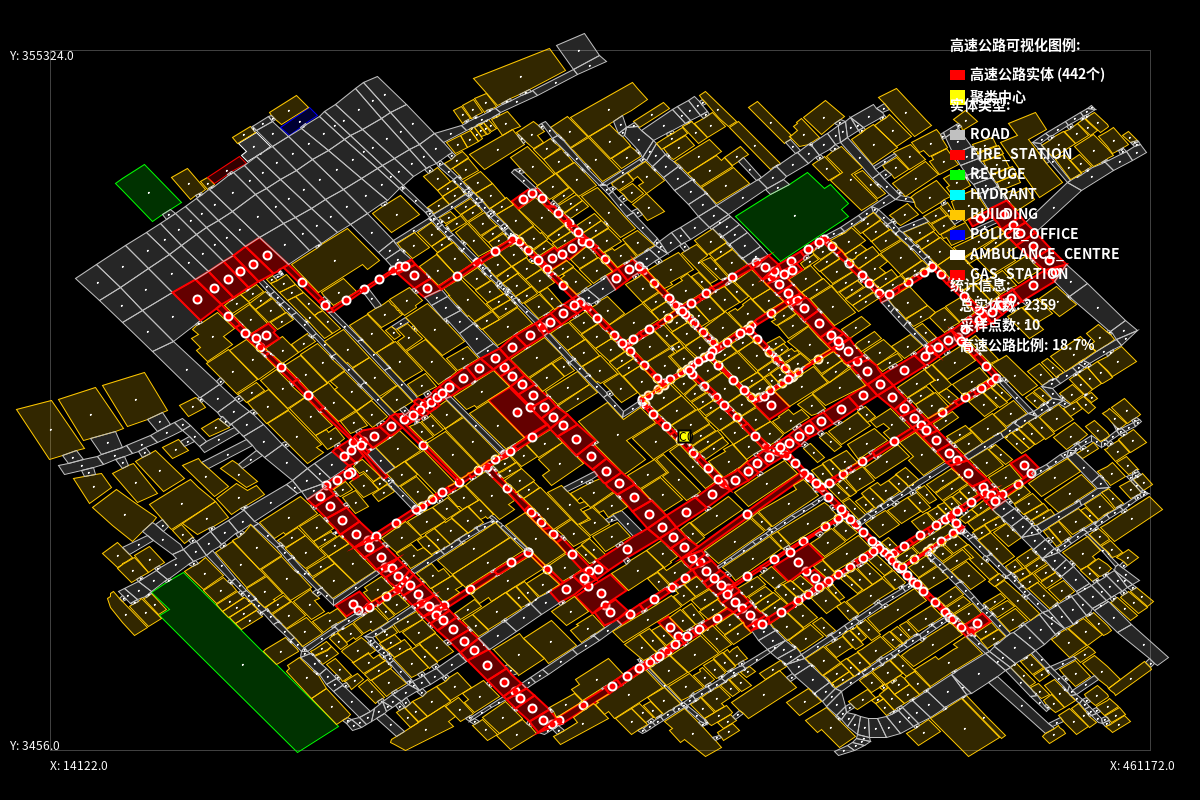 Y: 355324.0
高速公路可视化图例:
高速公路实体 (442个)
聚类中心
实体类型:
ROAD
FIRE_STATION
REFUGE
HYDRANT
BUILDING
POLICE_OFFICE
AMBULANCE_CENTRE
GAS_STATION
统计信息:
总实体数: 2359
采样点数: 10
高速公路比例: 18.7%
Y: 3456.0
X: 14122.0
X: 461172.0